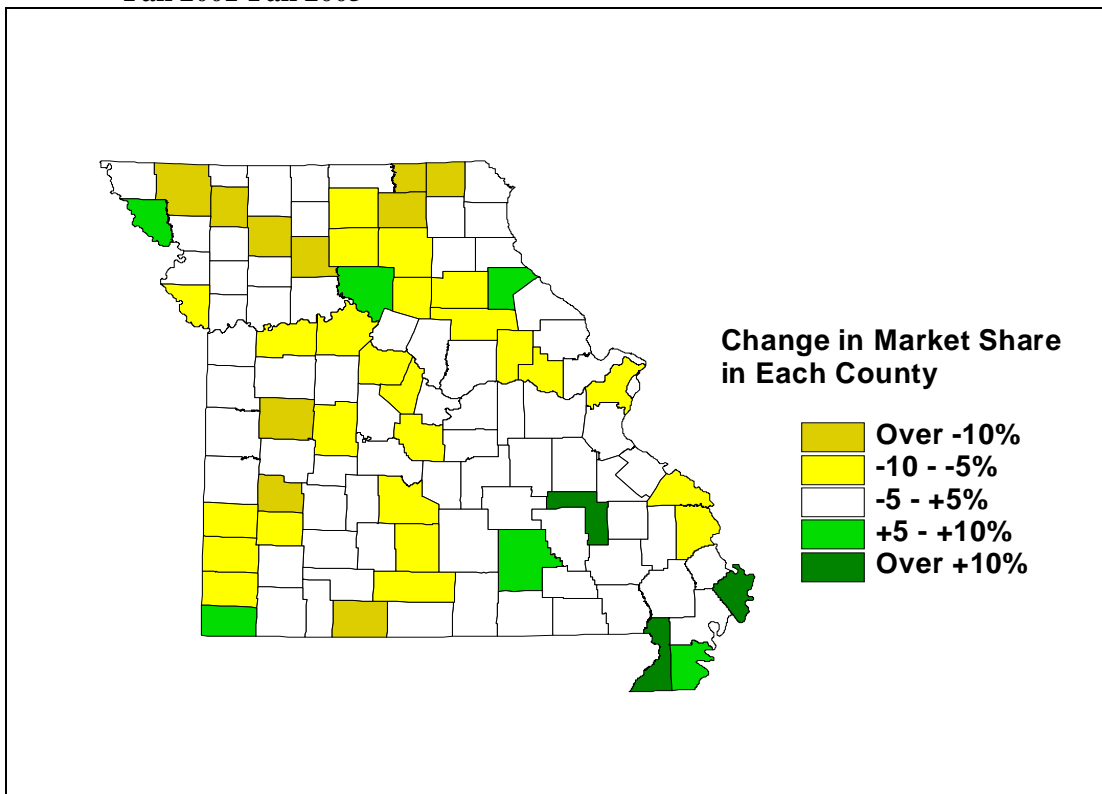 Change in Market Share
in Each County
Over -10%
-10 - -5%
-5 - +5%
+5 - +10%
Over +10%